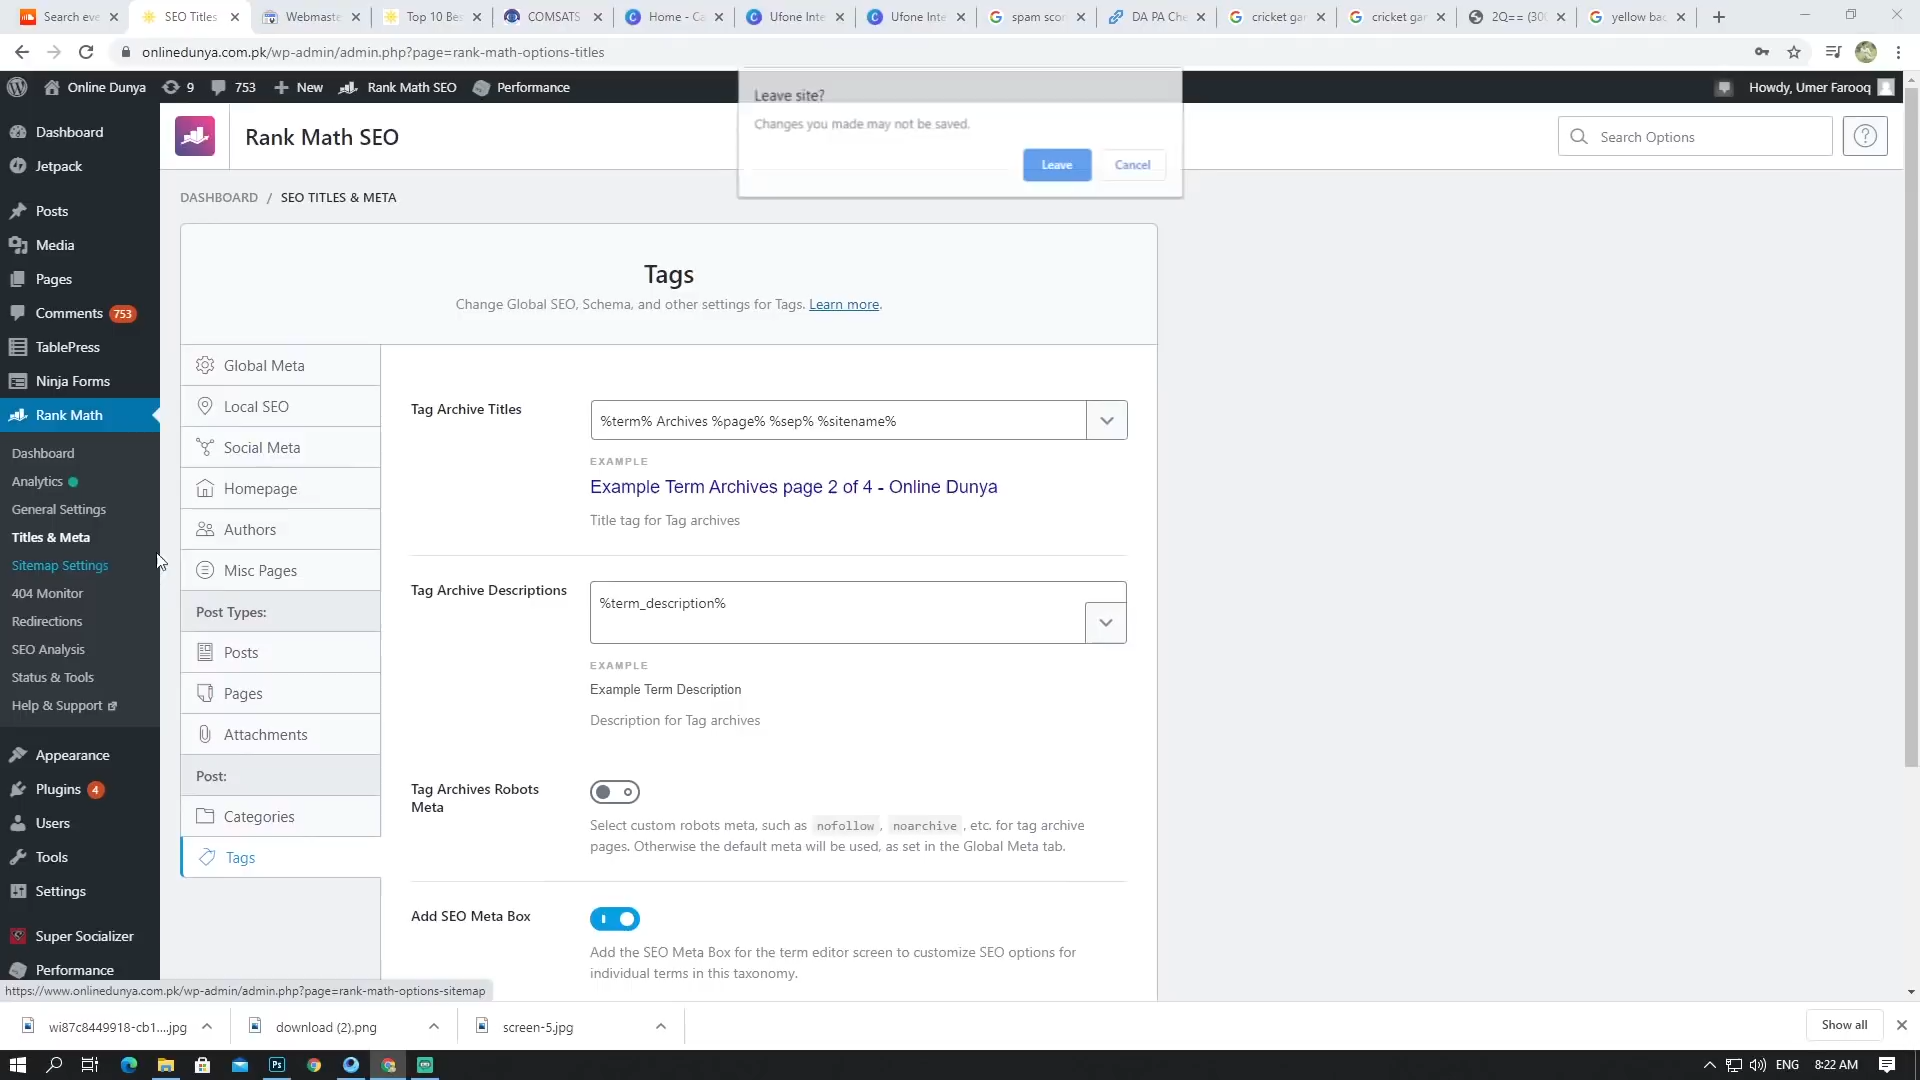 Search eve
SEO Titles
Webmaste
Top 10 Bes
COMSATS
Home - Ca
Ufone Inte
Ufone Inte
spam scor
DA PA Che
cricket gar
cricket gar
2Q== (300
yellow bac
onlinedunya.com.pk/wp-admin/admin.php?page=rank-math-options-titles
Online Dunya
9
753
New
Rank Math SEO
Performance
Howdy, Umer Farooq
Leave site?
Changes you made may not be saved.
Leave
Cancel
Rank Math SEO
Search Options
DASHBOARD / SEO TITLES & META
Dashboard
Jetpack
Posts
Media
Pages
Comments 753
TablePress
Ninja Forms
Rank Math
Dashboard
Analytics
General Settings
Titles & Meta
Sitemap Settings
404 Monitor
Redirections
SEO Analysis
Status & Tools
Help & Support
Appearance
Plugins 4
Users
Tools
Settings
Super Socializer
Performance
Tags
Change Global SEO, Schema, and other settings for Tags. Learn more.
Global Meta
Local SEO
Social Meta
Homepage
Authors
Misc Pages
Post Types:
Posts
Pages
Attachments
Post:
Categories
Tags
Tag Archive Titles
%term% Archives %page% %sep% %sitename%
EXAMPLE
Example Term Archives page 2 of 4 - Online Dunya
Title tag for Tag archives
Tag Archive Descriptions
%term_description%
EXAMPLE
Example Term Description
Description for Tag archives
Tag Archives Robots
Meta
Select custom robots meta, such as nofollow, noarchive, etc. for tag archive
pages. Otherwise the default meta will be used, as set in the Global Meta tab.
Add SEO Meta Box
Add the SEO Meta Box for the term editor screen to customize SEO options for
individual terms in this taxonomy.
https://www.onlinedunya.com.pk/wp-admin/admin.php?page=rank-math-options-sitemap
wi87c8449918-cb1....jpg
download (2).png
screen-5.jpg
Show all
Ps
ENG
8:22 AM